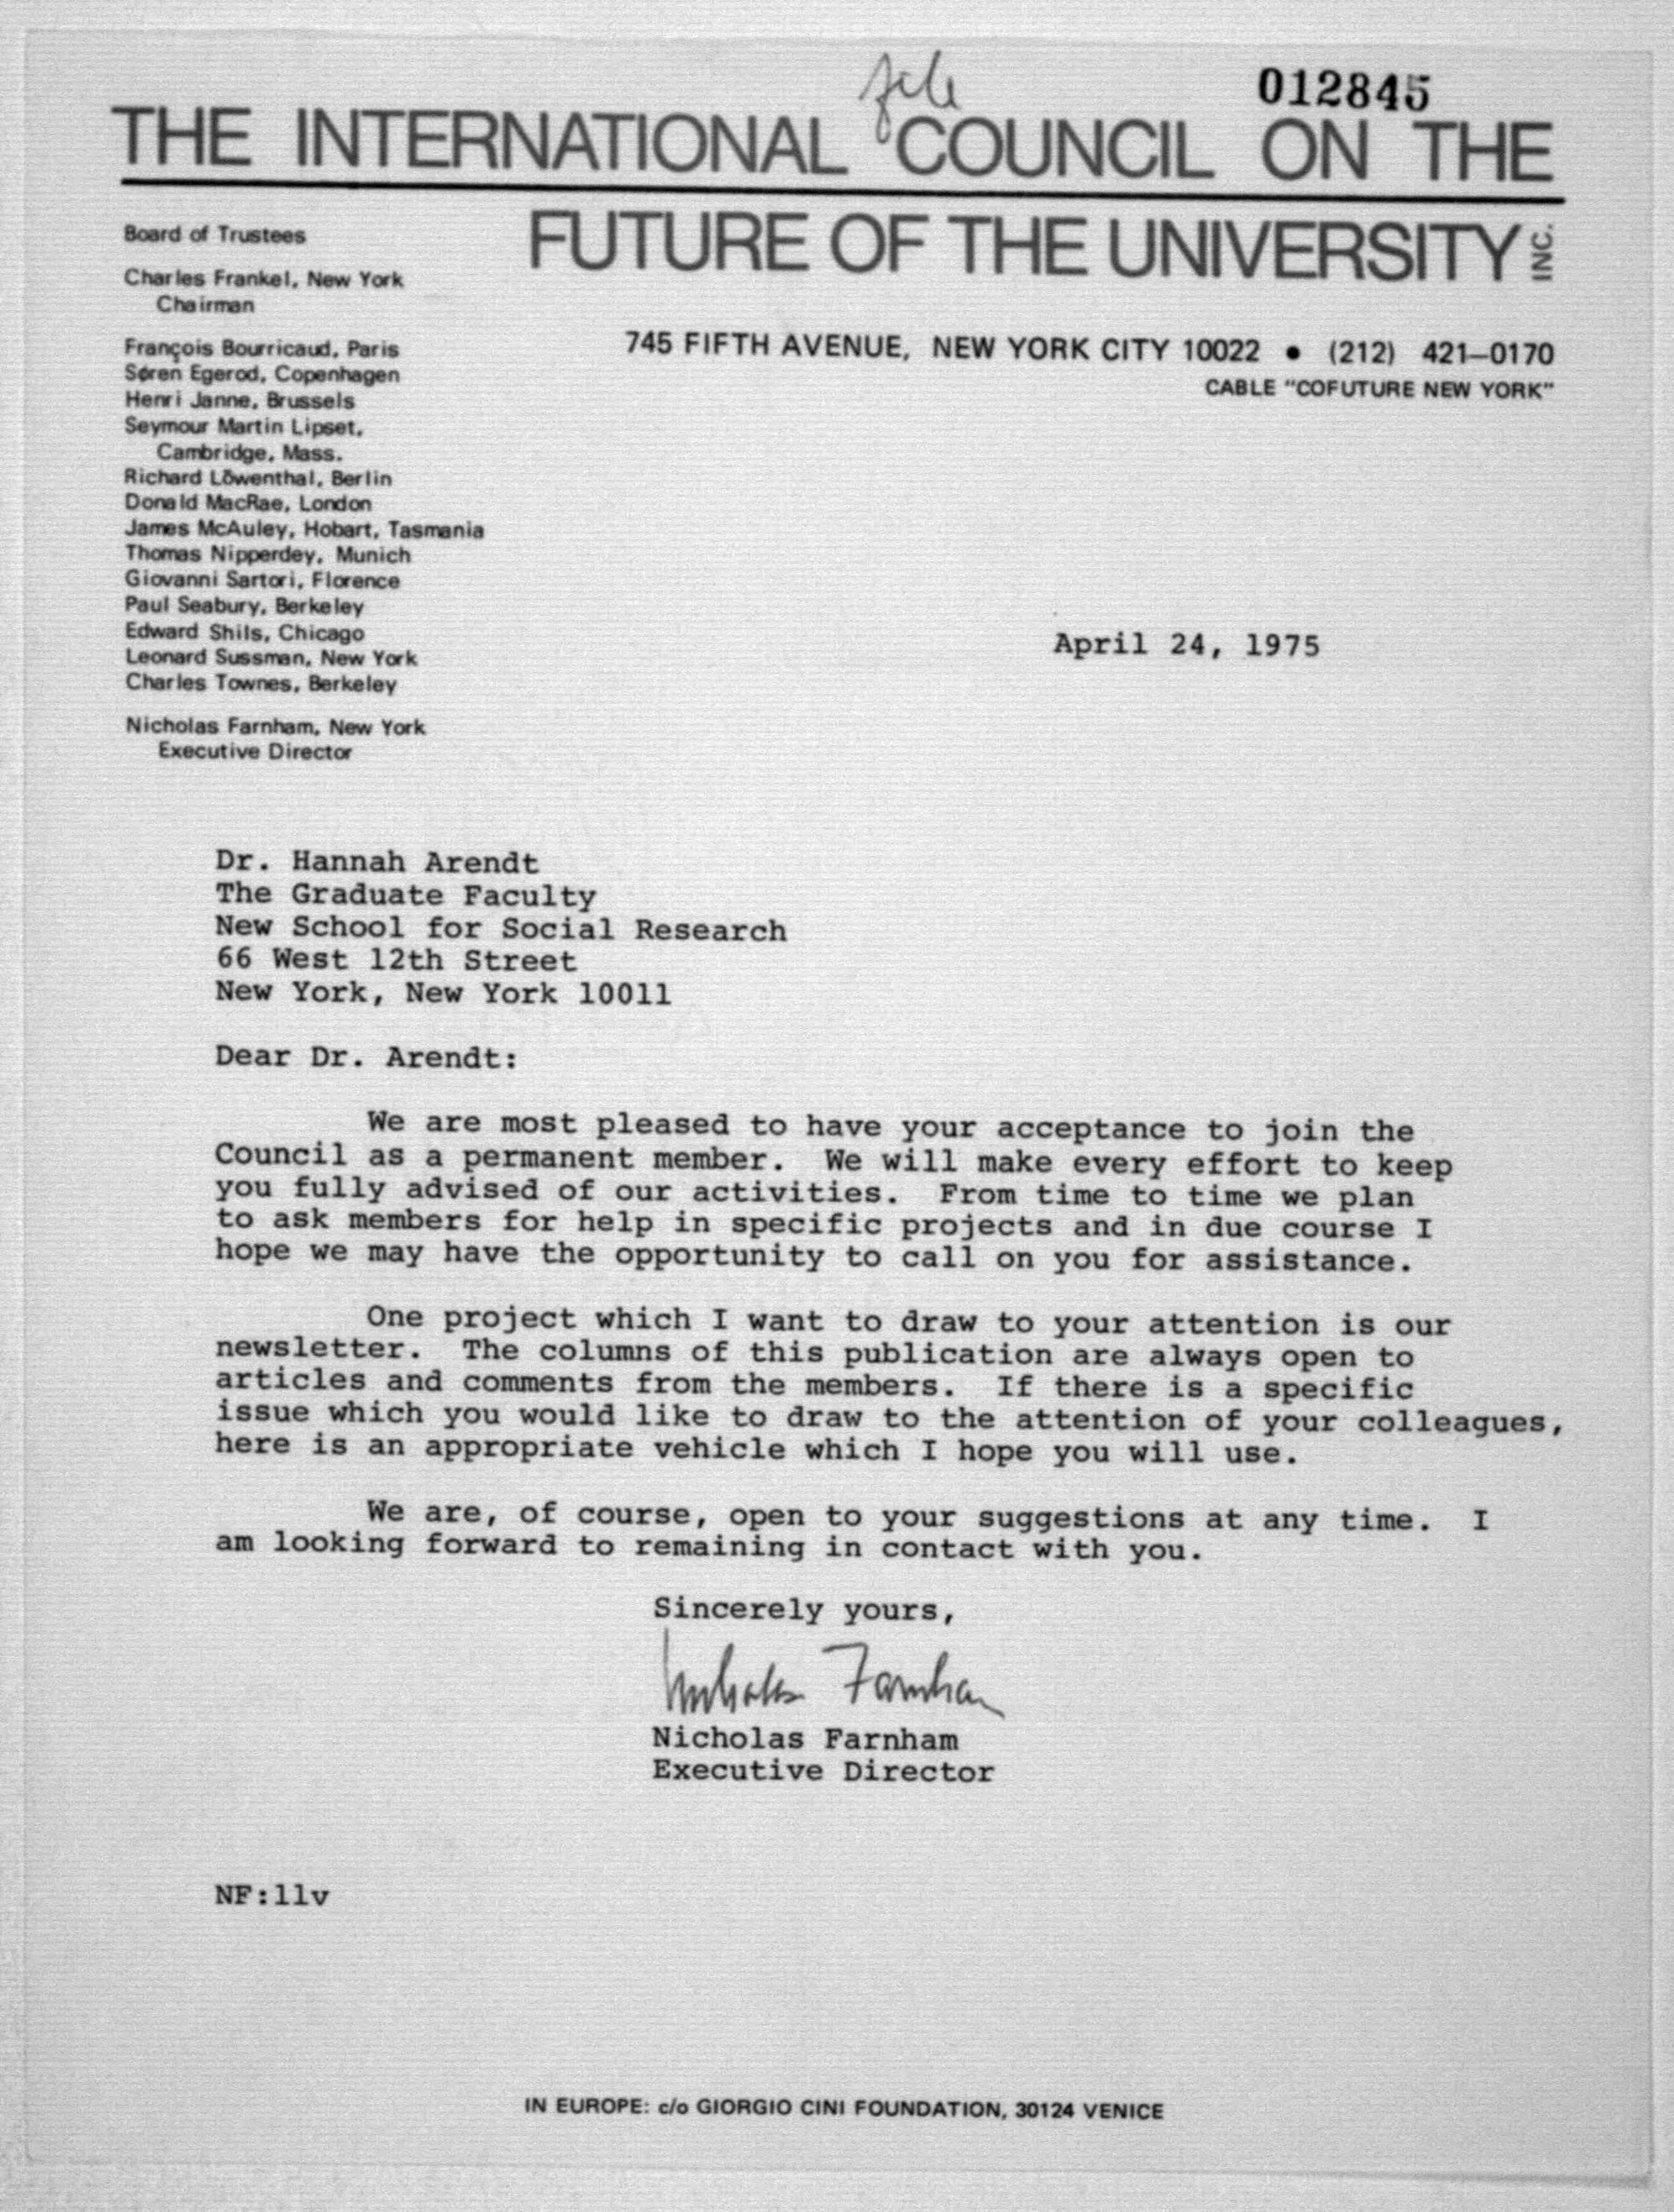 file
012845
THE INTERNATIONAL COUNCIL ON THE
FUTURE OF THE UNIVERSITY INC.
745 FIFTH AVENUE, NEW YORK CITY 10022 • (212) 421-0170
CABLE "COFUTURE NEW YORK"
Board of Trustees
Charles Frankel, New York
Chairman
François Bourricaud, Paris
Søren Egerod, Copenhagen
Henri Janne, Brussels
Seymour Martin Lipset,
Cambridge, Mass.
Richard Löwenthal, Berlin
Donald MacRae, London
James McAuley, Hobart, Tasmania
Thomas Nipperdey, Munich
Giovanni Sartori, Florence
Paul Seabury, Berkeley
Edward Shils, Chicago
Leonard Sussman, New York
Charles Townes, Berkeley
Nicholas Farnham, New York
Executive Director
April 24, 1975
Dr. Hannah Arendt
The Graduate Faculty
New School for Social Research
66 West 12th Street
New York, New York 10011
Dear Dr. Arendt:
We are most pleased to have your acceptance to join the
Council as a permanent member. We will make every effort to keep
you fully advised of our activities. From time to time we plan
to ask members for help in specific projects and in due course I
hope we may have the opportunity to call on you for assistance.
One project which I want to draw to your attention is our
newsletter. The columns of this publication are always open to
articles and comments from the members. If there is a specific
issue which you would like to draw to the attention of your colleagues,
here is an appropriate vehicle which I hope you will use.
We are, of course, open to your suggestions at any time. I
am looking forward to remaining in contact with you.
Sincerely yours,
Nicholas Farnham
Nicholas Farnham
Executive Director
NF:llv
IN EUROPE: c/o GIORGIO CINI FOUNDATION, 30124 VENICE